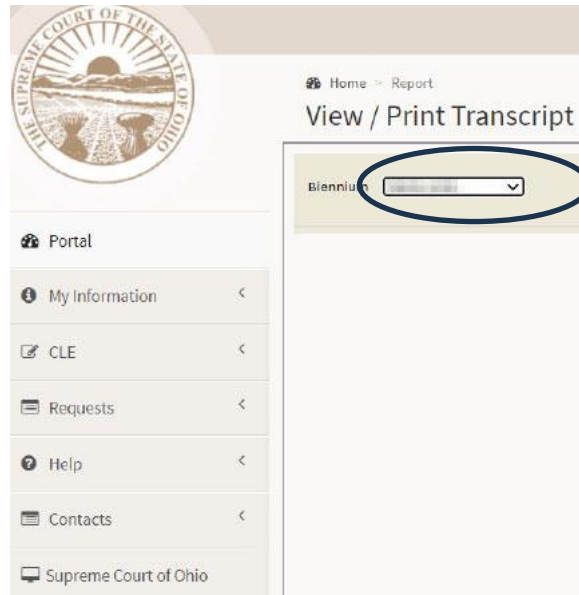 THE SUPREME COURT OF THE STATE OF OHIO
Home > Report
View / Print Transcript
Biennium
Portal
My Information <
CLE <
Requests <
Help <
Contacts <
Supreme Court of Ohio